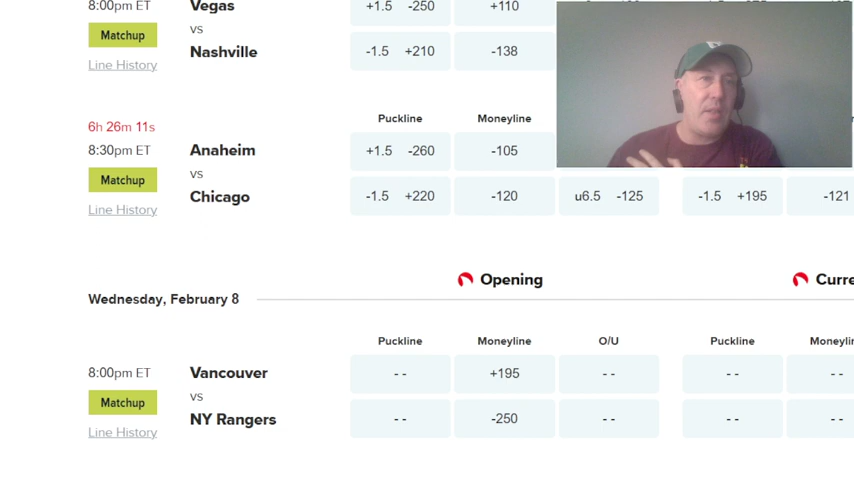 8:00pm ET Vegas +1.5 -250 +110
Matchup vs
Nashville -1.5 +210 -138
Line History
Puckline Moneyline
6h 26m 11s
8:30pm ET Anaheim +1.5 -260 -105
Matchup vs
Chicago -1.5 +220 -120 u6.5 -125 -1.5 +195 -121
Line History
Opening Curre
Wednesday, February 8
Puckline Moneyline O/U Puckline Moneylin
8:00pm ET Vancouver -- +195 -- -- --
Matchup vs
NY Rangers -- -250 -- -- --
Line History